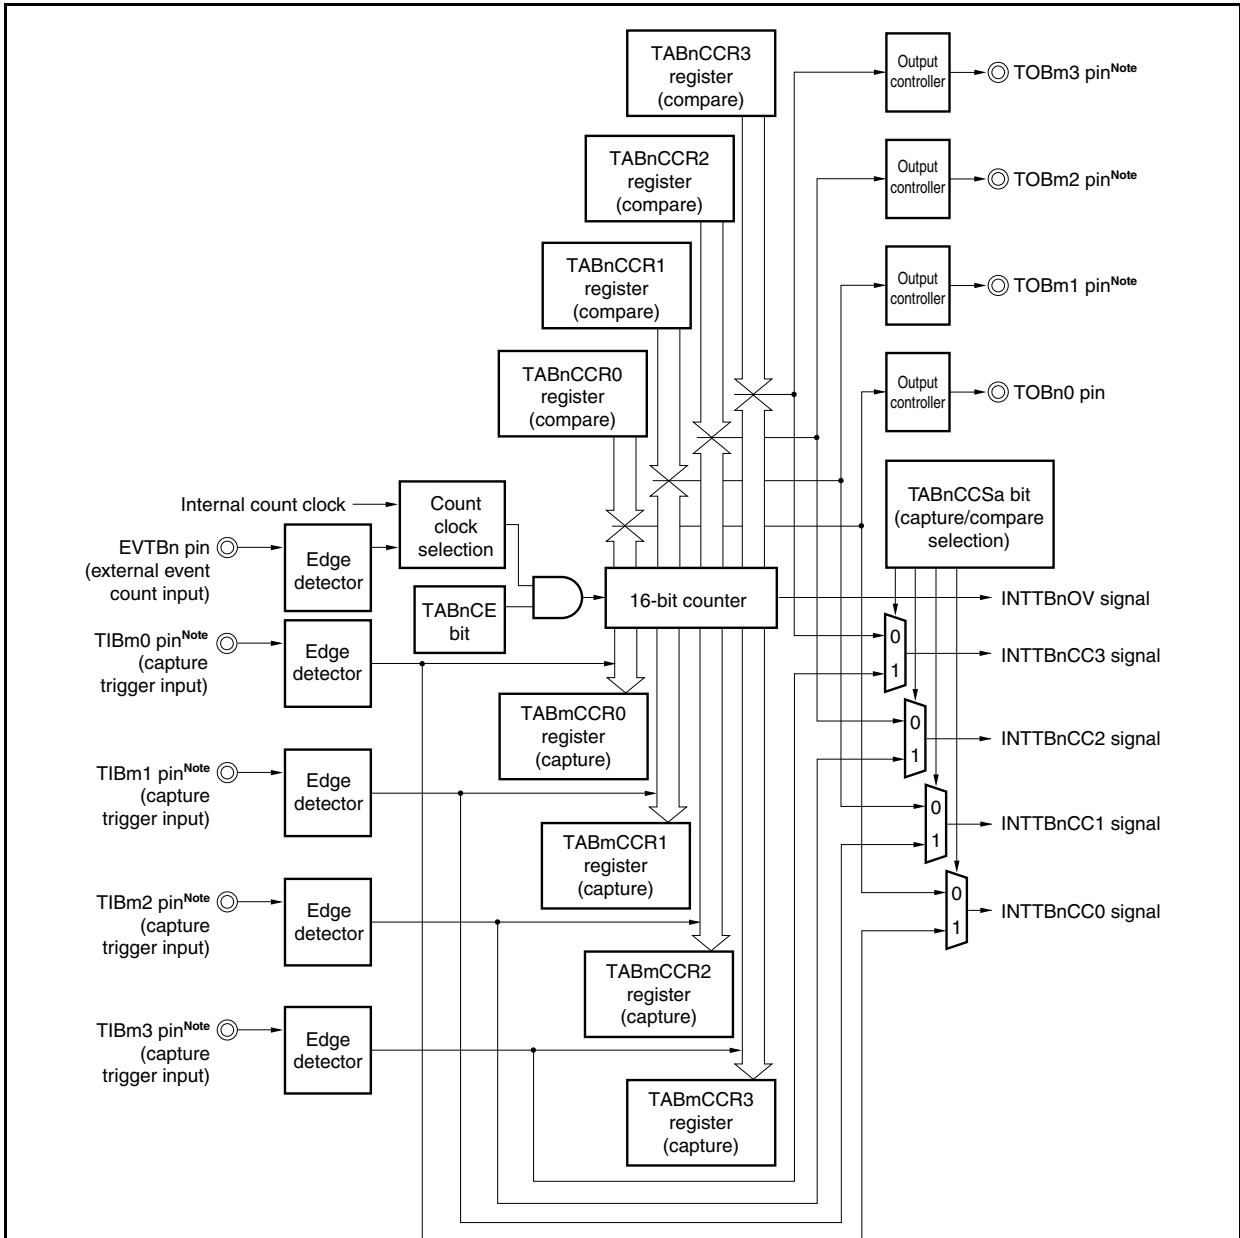 TABnCCR3
register
(compare)
Output
controller
TOBm3 pinNote
TABnCCR2
register
(compare)
Output
controller
TOBm2 pinNote
TABnCCR1
register
(compare)
Output
controller
TOBm1 pinNote
TABnCCR0
register
(compare)
Output
controller
TOBn0 pin
Internal count clock
Count
clock
selection
TABnCCSa bit
(capture/compare
selection)
EVTBn pin
(external event
count input)
Edge
detector
TABnCE
bit
16-bit counter
INTTBnOV signal
TIBm0 pinNote
(capture
trigger input)
Edge
detector
0
1
INTTBnCC3 signal
TABmCCR0
register
(capture)
0
1
INTTBnCC2 signal
TIBm1 pinNote
(capture
trigger input)
Edge
detector
0
1
INTTBnCC1 signal
TABmCCR1
register
(capture)
0
1
INTTBnCC0 signal
TIBm2 pinNote
(capture
trigger input)
Edge
detector
TABmCCR2
register
(capture)
TIBm3 pinNote
(capture
trigger input)
Edge
detector
TABmCCR3
register
(capture)